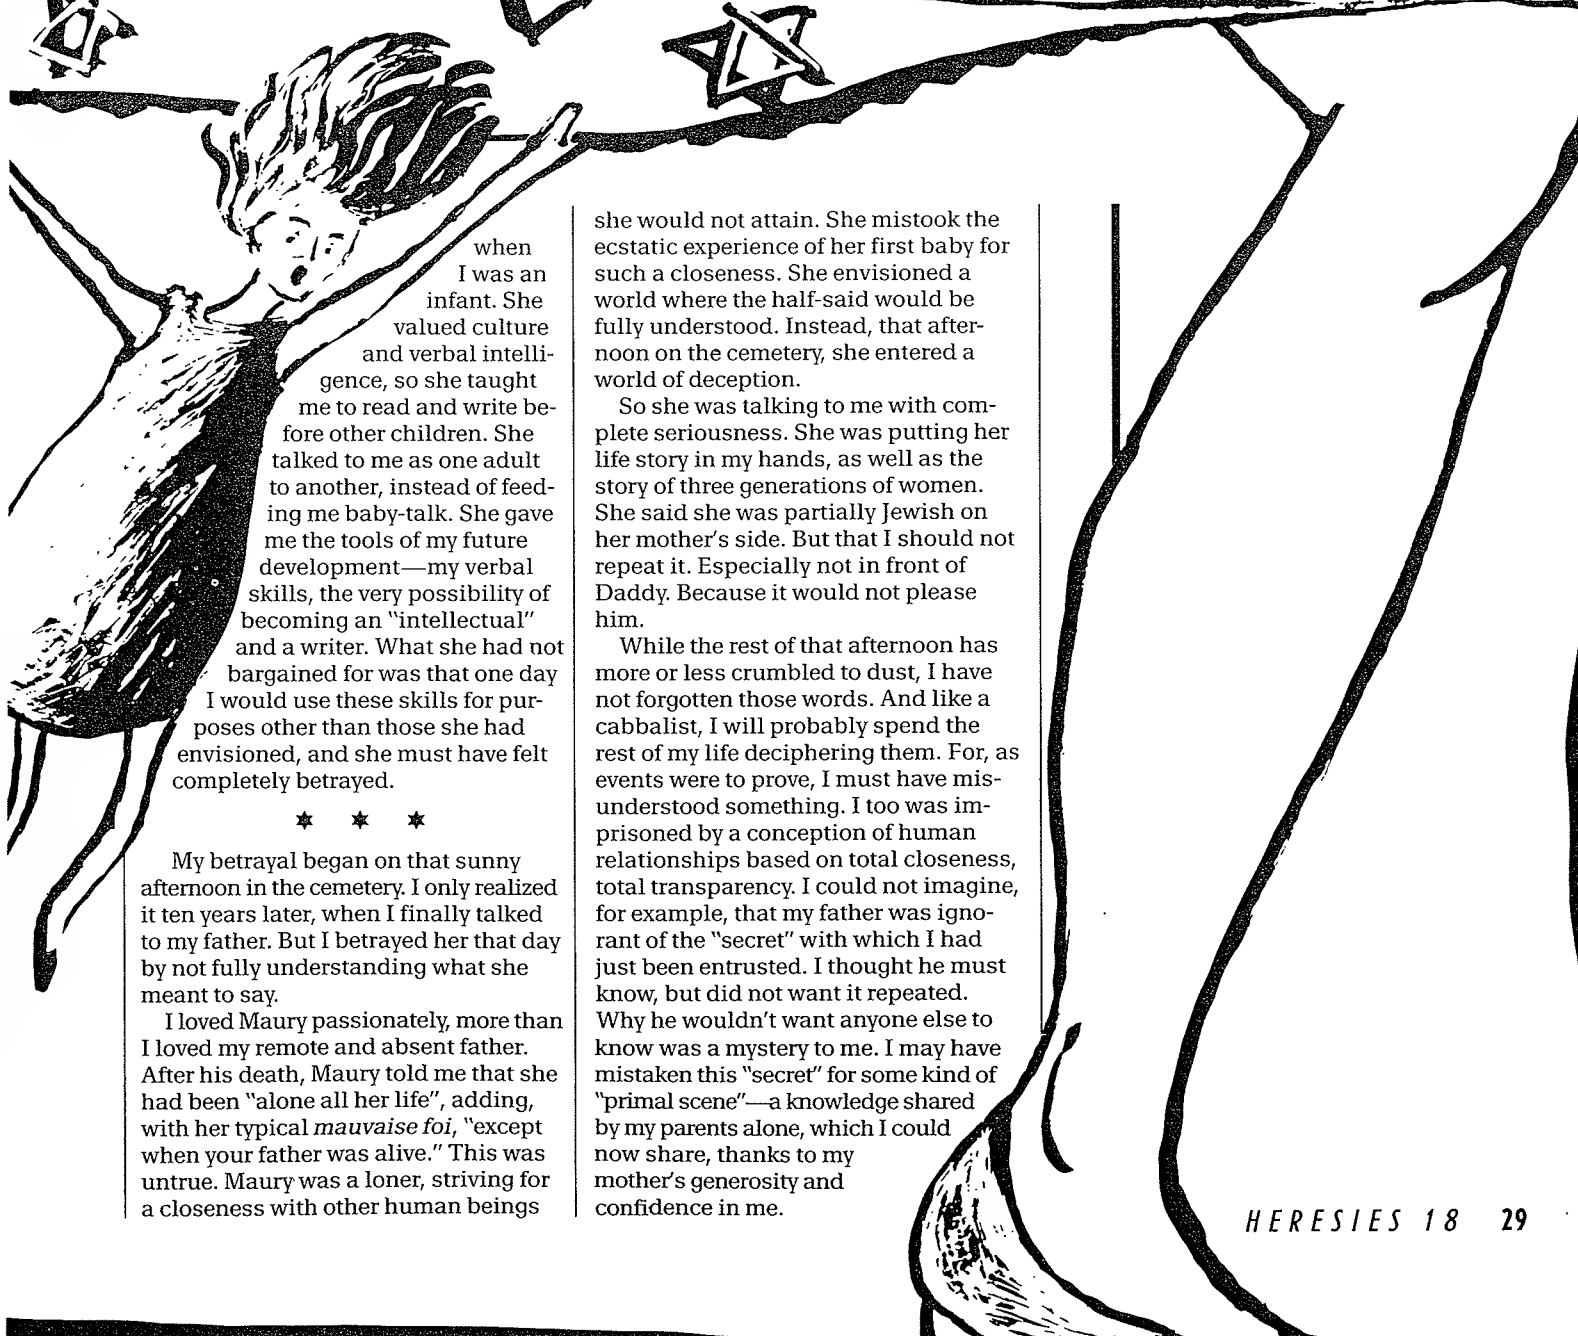 when
I was an
infant. She
valued culture
and verbal intelli-
gence, so she taught
me to read and write be-
fore other children. She
talked to me as one adult
to another, instead of feed-
ing me baby-talk. She gave
me the tools of my future
development—my verbal
skills, the very possibility of
becoming an "intellectual"
and a writer. What she had not
bargained for was that one day
I would use these skills for pur-
poses other than those she had
envisioned, and she must have felt
completely betrayed.
✡ ✡ ✡
My betrayal began on that sunny
afternoon in the cemetery. I only realized
it ten years later, when I finally talked
to my father. But I betrayed her that day
by not fully understanding what she
meant to say.
I loved Maury passionately, more than
I loved my remote and absent father.
After his death, Maury told me that she
had been "alone all her life", adding,
with her typical mauvaise foi, "except
when your father was alive." This was
untrue. Maury was a loner, striving for
a closeness with other human beings
she would not attain. She mistook the
ecstatic experience of her first baby for
such a closeness. She envisioned a
world where the half-said would be
fully understood. Instead, that after-
noon on the cemetery, she entered a
world of deception.
So she was talking to me with com-
plete seriousness. She was putting her
life story in my hands, as well as the
story of three generations of women.
She said she was partially Jewish on
her mother's side. But that I should not
repeat it. Especially not in front of
Daddy. Because it would not please
him.
While the rest of that afternoon has
more or less crumbled to dust, I have
not forgotten those words. And like a
cabbalist, I will probably spend the
rest of my life deciphering them. For, as
events were to prove, I must have mis-
understood something. I too was im-
prisoned by a conception of human
relationships based on total closeness,
total transparency. I could not imagine,
for example, that my father was igno-
rant of the "secret" with which I had
just been entrusted. I thought he must
know, but did not want it repeated.
Why he wouldn't want anyone else to
know was a mystery to me. I may have
mistaken this "secret" for some kind of
"primal scene"—a knowledge shared
by my parents alone, which I could
now share, thanks to my
mother's generosity and
confidence in me.
HERESIES 18 29